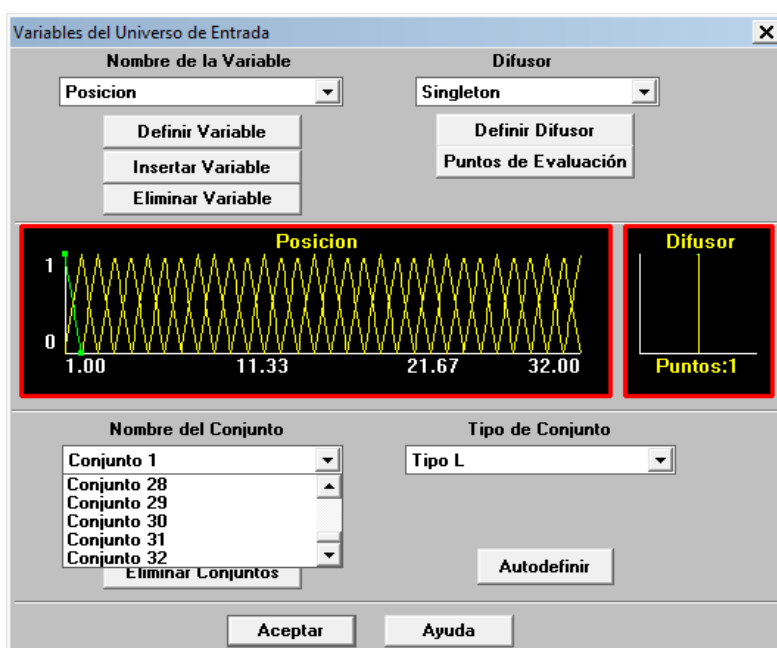 Variables del Universo de Entrada
Nombre de la Variable
Difusor
Posicion
Singleton
Definir Variable
Definir Difusor
Insertar Variable
Puntos de Evaluación
Eliminar Variable
Posicion
Difusor
1
0
1.00 11.33 21.67 32.00
Puntos:1
Nombre del Conjunto
Tipo de Conjunto
Conjunto 1
Tipo L
Conjunto 28
Conjunto 29
Conjunto 30
Conjunto 31
Conjunto 32
Eliminar Conjuntos
Autodefinir
Aceptar
Ayuda